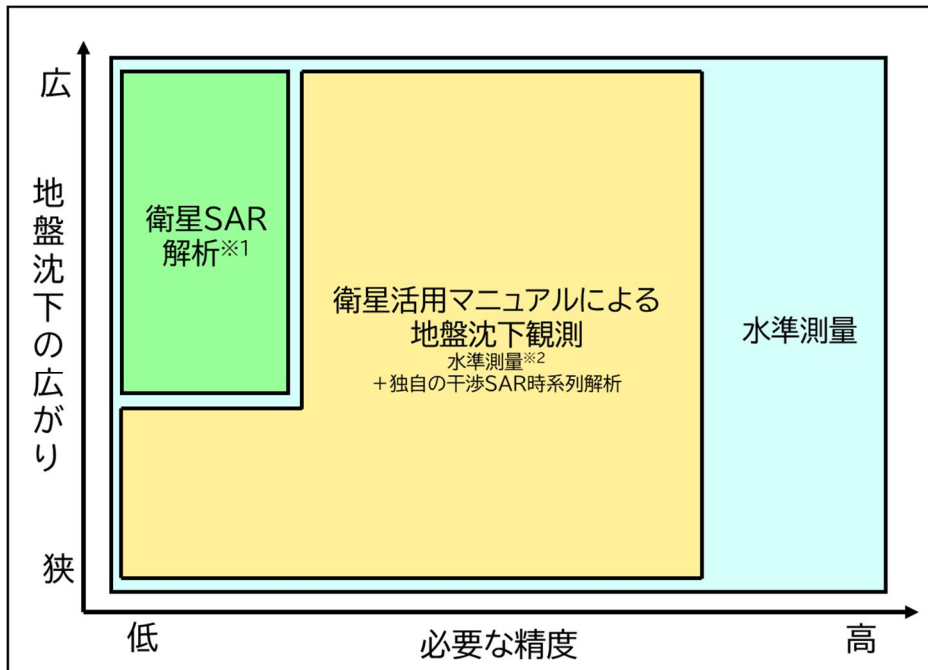 広
地盤沈下の広がり
狭
衛星SAR
解析※1
衛星活用マニュアルによる
地盤沈下観測
水準測量※2
＋独自の干渉SAR時系列解析
水準測量
低
必要な精度
高